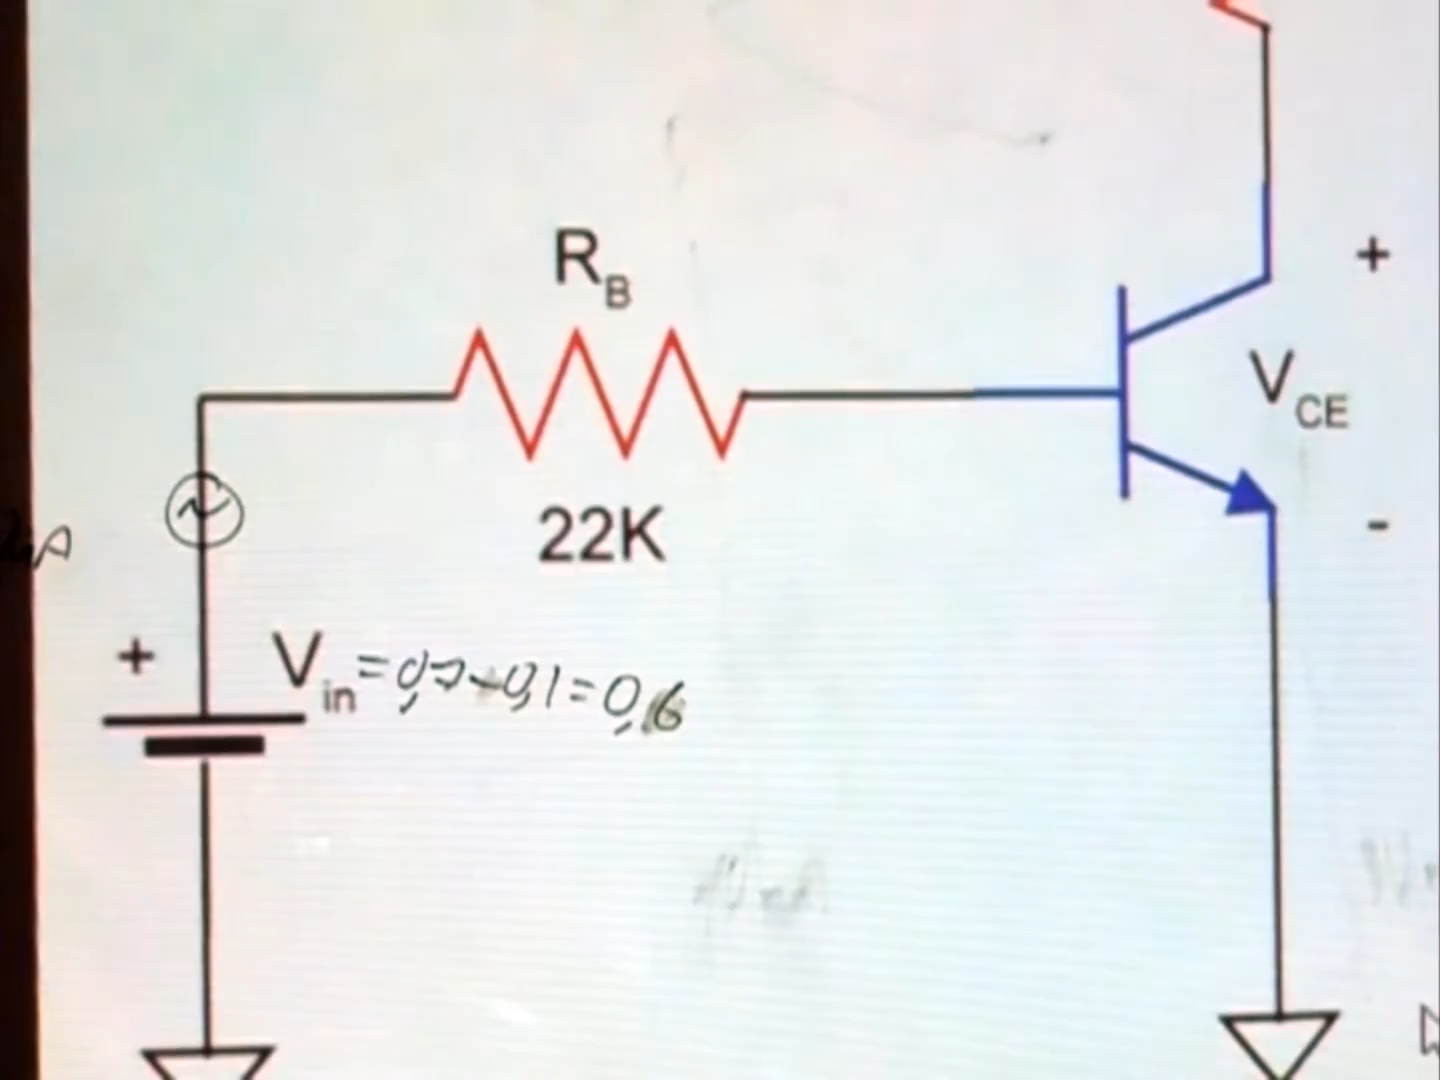 R_B
+
V_CE
22K
-
+
V_in = 0,7-0,1=0,6